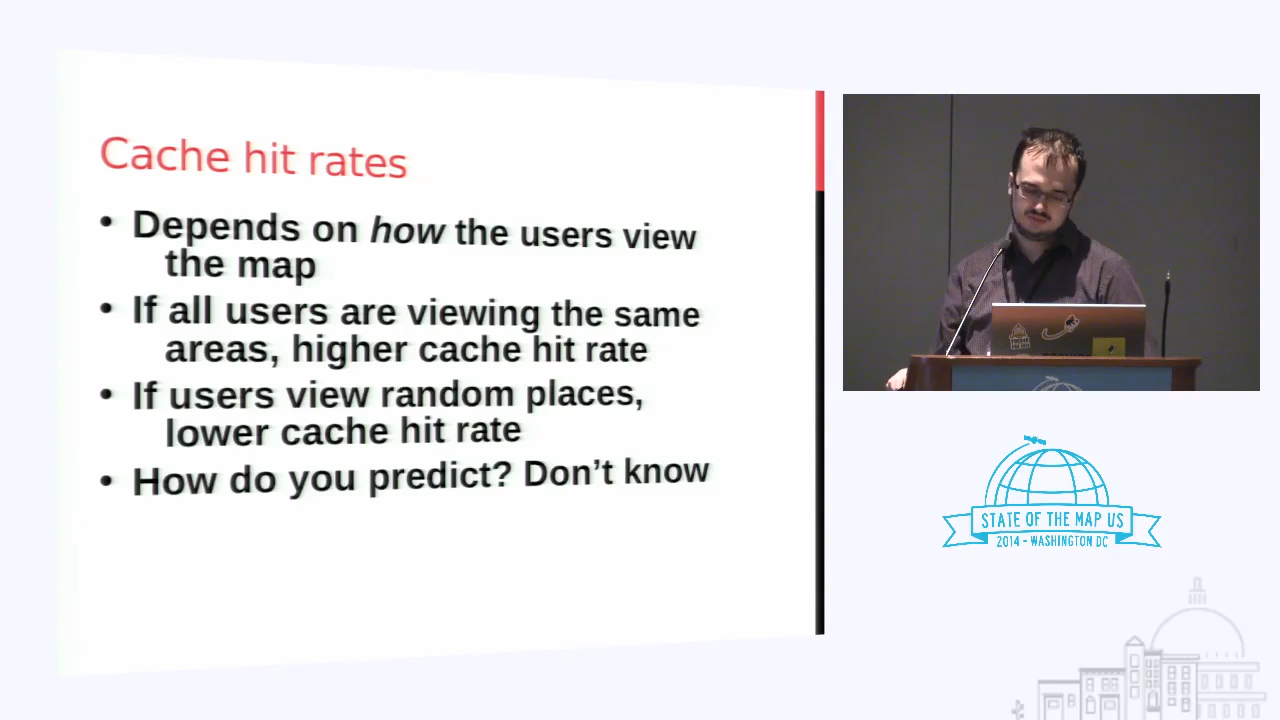 Cache hit rates
• Depends on how the users view
the map
• If all users are viewing the same
areas, higher cache hit rate
• If users view random places,
lower cache hit rate
• How do you predict? Don’t know
STATE OF THE MAP US
2014 - WASHINGTON DC